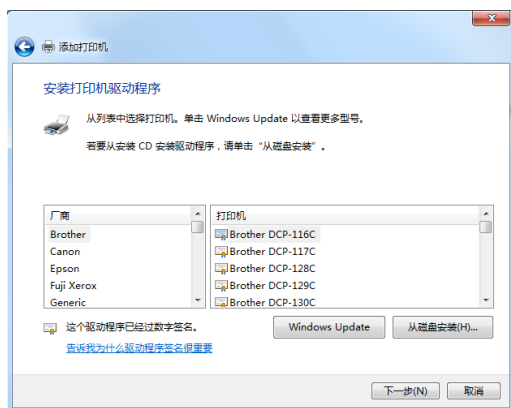 添加打印机
安装打印机驱动程序
从列表中选择打印机。单击 Windows Update 以查看更多型号。
若要从安装 CD 安装驱动程序，请单击“从磁盘安装”。
厂商
Brother
Canon
Epson
Fuji Xerox
Generic
打印机
Brother DCP-116C
Brother DCP-117C
Brother DCP-128C
Brother DCP-129C
Brother DCP-130C
这个驱动程序已经过数字签名。
告诉我为什么驱动程序签名很重要
Windows Update
从磁盘安装(H)...
下一步(N)
取消